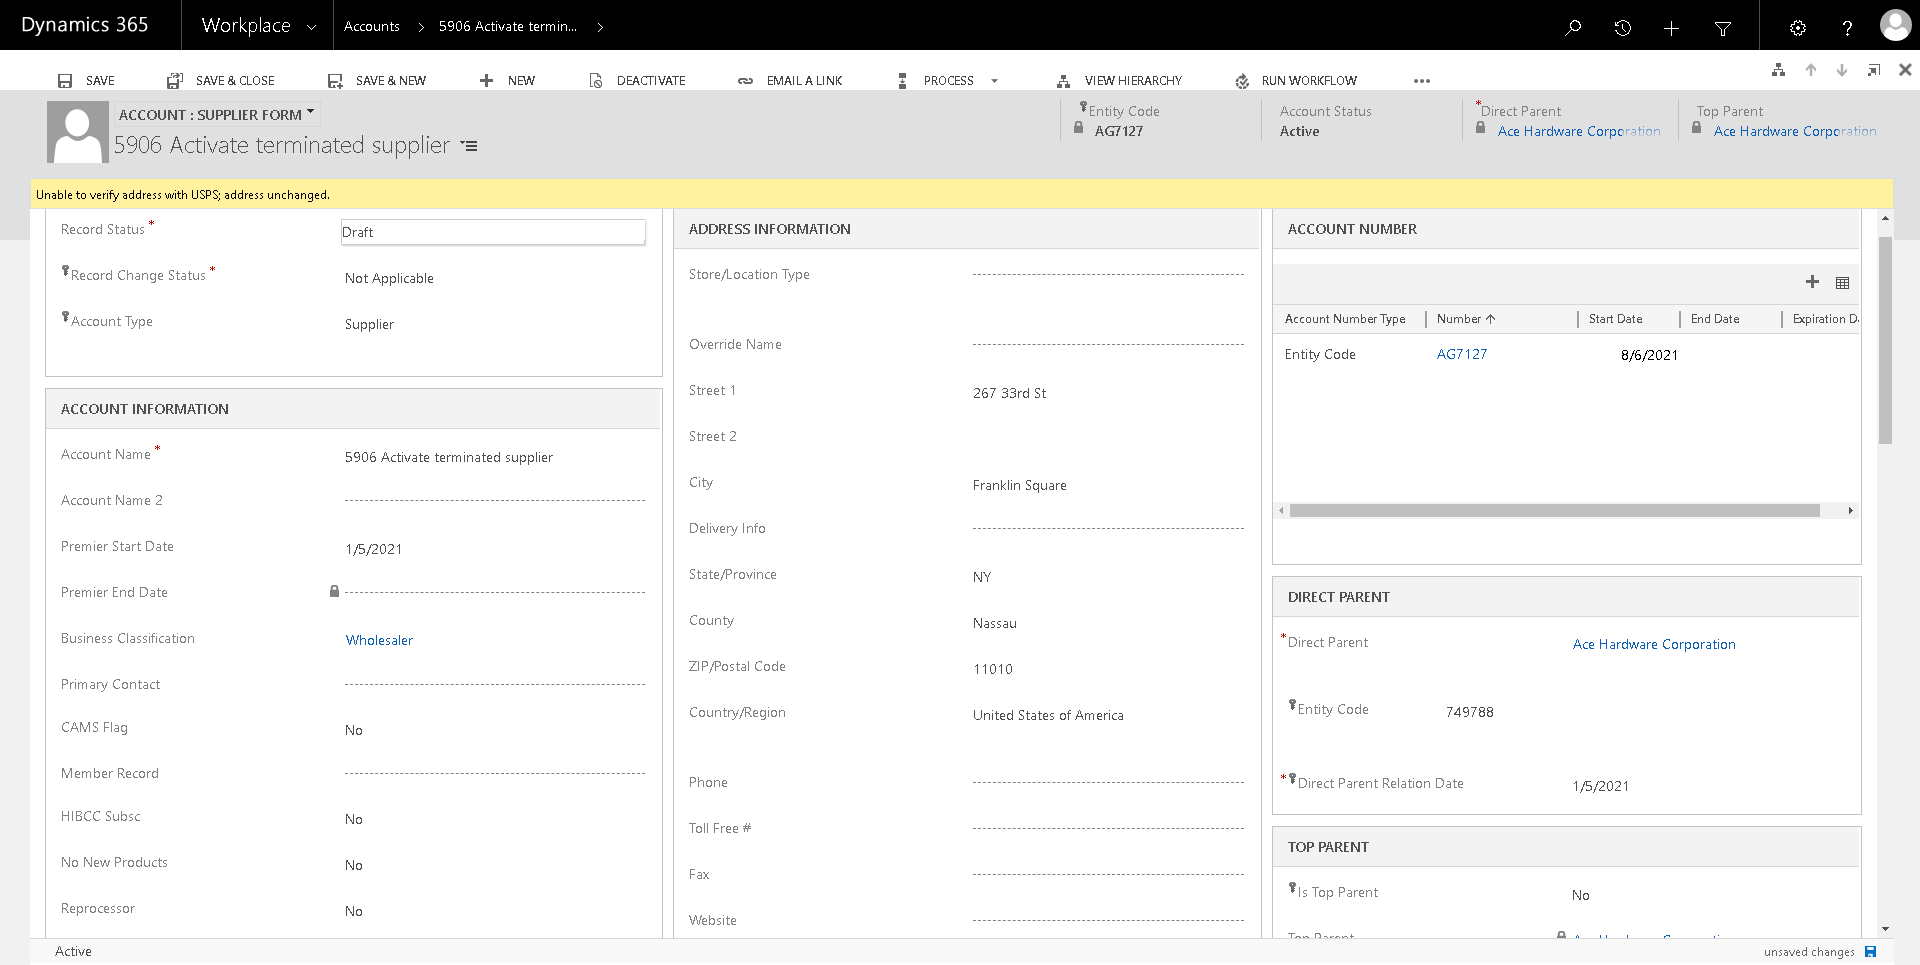 Dynamics 365
Workplace
Accounts
5906 Activate termin...
SAVE
SAVE & CLOSE
SAVE & NEW
NEW
DEACTIVATE
EMAIL A LINK
PROCESS
VIEW HIERARCHY
RUN WORKFLOW
ACCOUNT : SUPPLIER FORM
5906 Activate terminated supplier
Entity Code
AG7127
Account Status
Active
*Direct Parent
Ace Hardware Corporation
Top Parent
Ace Hardware Corporation
Unable to verify address with USPS; address unchanged.
Record Status *
Draft
Record Change Status *
Not Applicable
Account Type
Supplier
ACCOUNT INFORMATION
Account Name *
5906 Activate terminated supplier
Account Name 2
Premier Start Date
1/5/2021
Premier End Date
Business Classification
Wholesaler
Primary Contact
CAMS Flag
No
Member Record
HIBCC Subsc
No
No New Products
No
Reprocessor
No
ADDRESS INFORMATION
Store/Location Type
Override Name
Street 1
267 33rd St
Street 2
City
Franklin Square
Delivery Info
State/Province
NY
County
Nassau
ZIP/Postal Code
11010
Country/Region
United States of America
Phone
Toll Free #
Fax
Website
ACCOUNT NUMBER
Account Number Type
Number
Start Date
End Date
Expiration D
Entity Code
AG7127
8/6/2021
DIRECT PARENT
*Direct Parent
Ace Hardware Corporation
Entity Code
749788
*Direct Parent Relation Date
1/5/2021
TOP PARENT
Is Top Parent
No
Top Parent
Active
unsaved changes